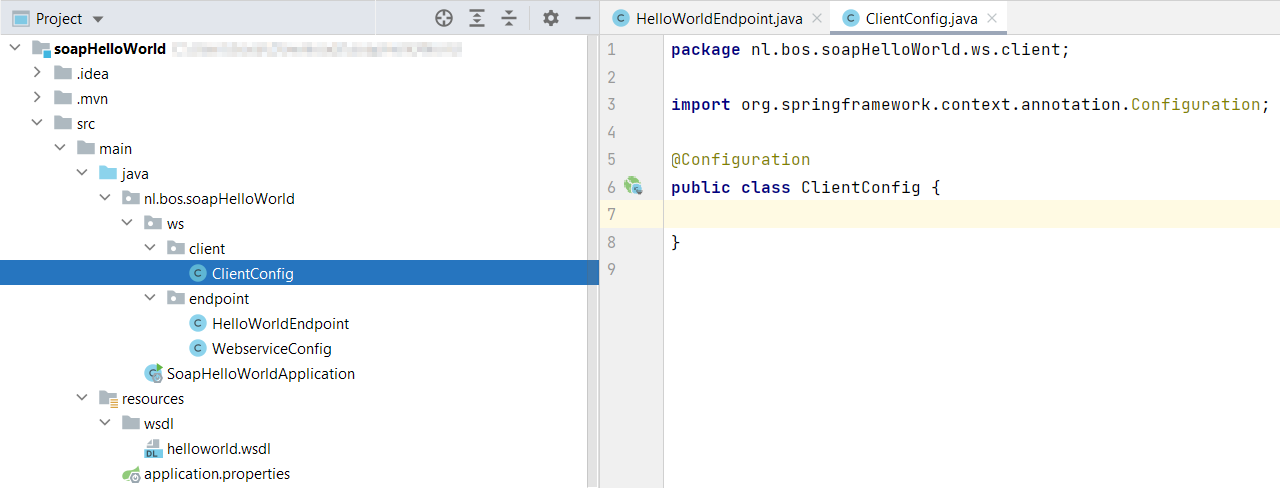 Project
soapHelloWorld
.idea
.mvn
src
main
java
nl.bos.soapHelloWorld
ws
client
ClientConfig
endpoint
HelloWorldEndpoint
WebserviceConfig
SoapHelloWorldApplication
resources
wsdl
DL helloworld.wsdl
application.properties
HelloWorldEndpoint.java ClientConfig.java
1 package nl.bos.soapHelloWorld.ws.client;
2
3 import org.springframework.context.annotation.Configuration;
4
5 @Configuration
6 public class ClientConfig {
7
8 }
9